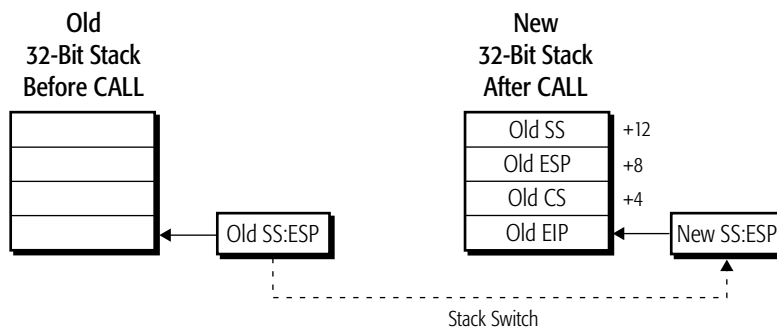 Old
32-Bit Stack
Before CALL
New
32-Bit Stack
After CALL
Old SS +12
Old ESP +8
Old CS +4
Old EIP
Old SS:ESP
New SS:ESP
Stack Switch